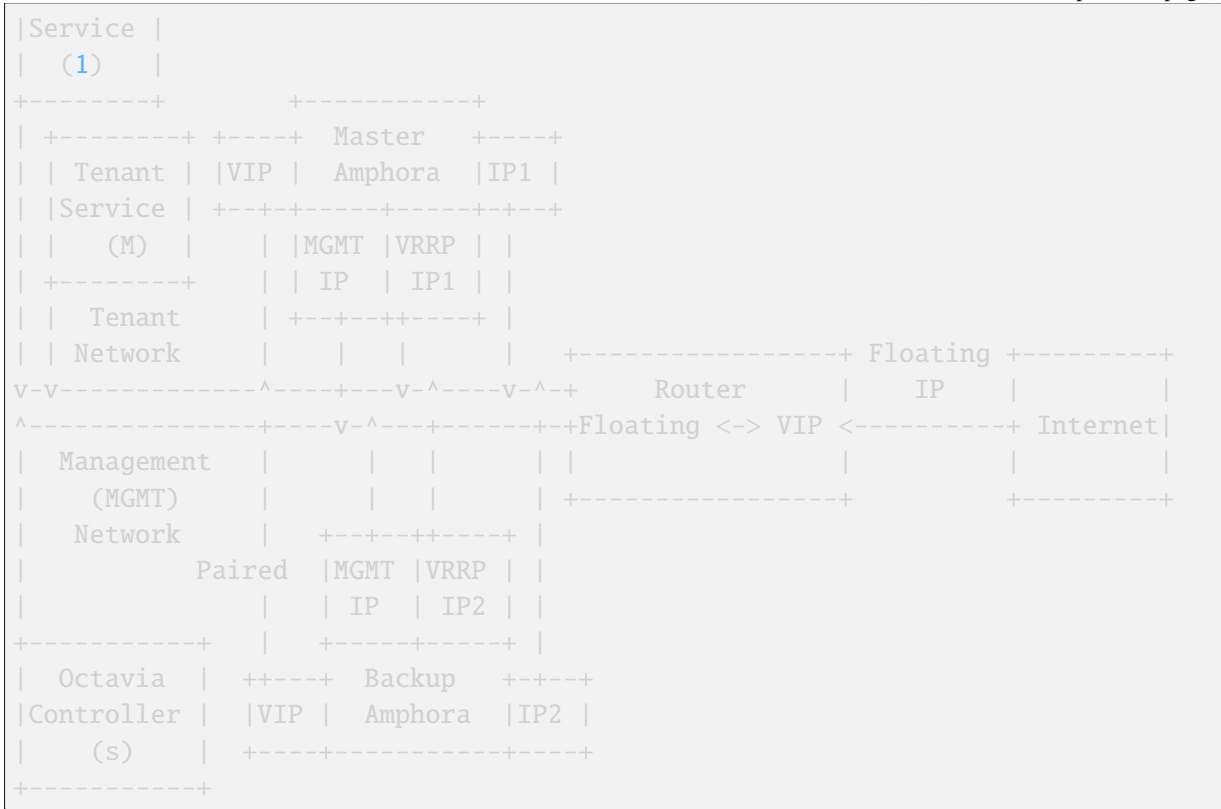 |Service |
|   (1)   |
+--------+         +------------+
| +--------+ +----+  Master   +----+
| | Tenant | |VIP |  Amphora  |IP1 |
| |Service | +--+-+-----+-----+-+--+
| |   (M)  |    | |MGMT |VRRP | |
| +--------+    | | IP  | IP1 | |
| |  Tenant     | +--+--++----+ |
| | Network     |    |   |      |   +-----------------+ Floating +---------+
v-v-------------^----+---v-^----v-^-+     Router      |    IP    |         |
^---------------+----v-^---+------+-+Floating <-> VIP <----------+ Internet|
|  Management   |      |   |      | |                 |          |         |
|    (MGMT)     |      |   |      | +-----------------+          +---------+
|   Network     |   +--+--++----+ |
|           Paired  |MGMT |VRRP | |
|               |   | IP  | IP2 | |
+-----------+   |   +-----+-----+ |
|  Octavia  |  ++---+  Backup   +-+--+
|Controller |  |VIP |  Amphora  |IP2 |
|    (s)    |  +----+-----------+----+
+-----------+